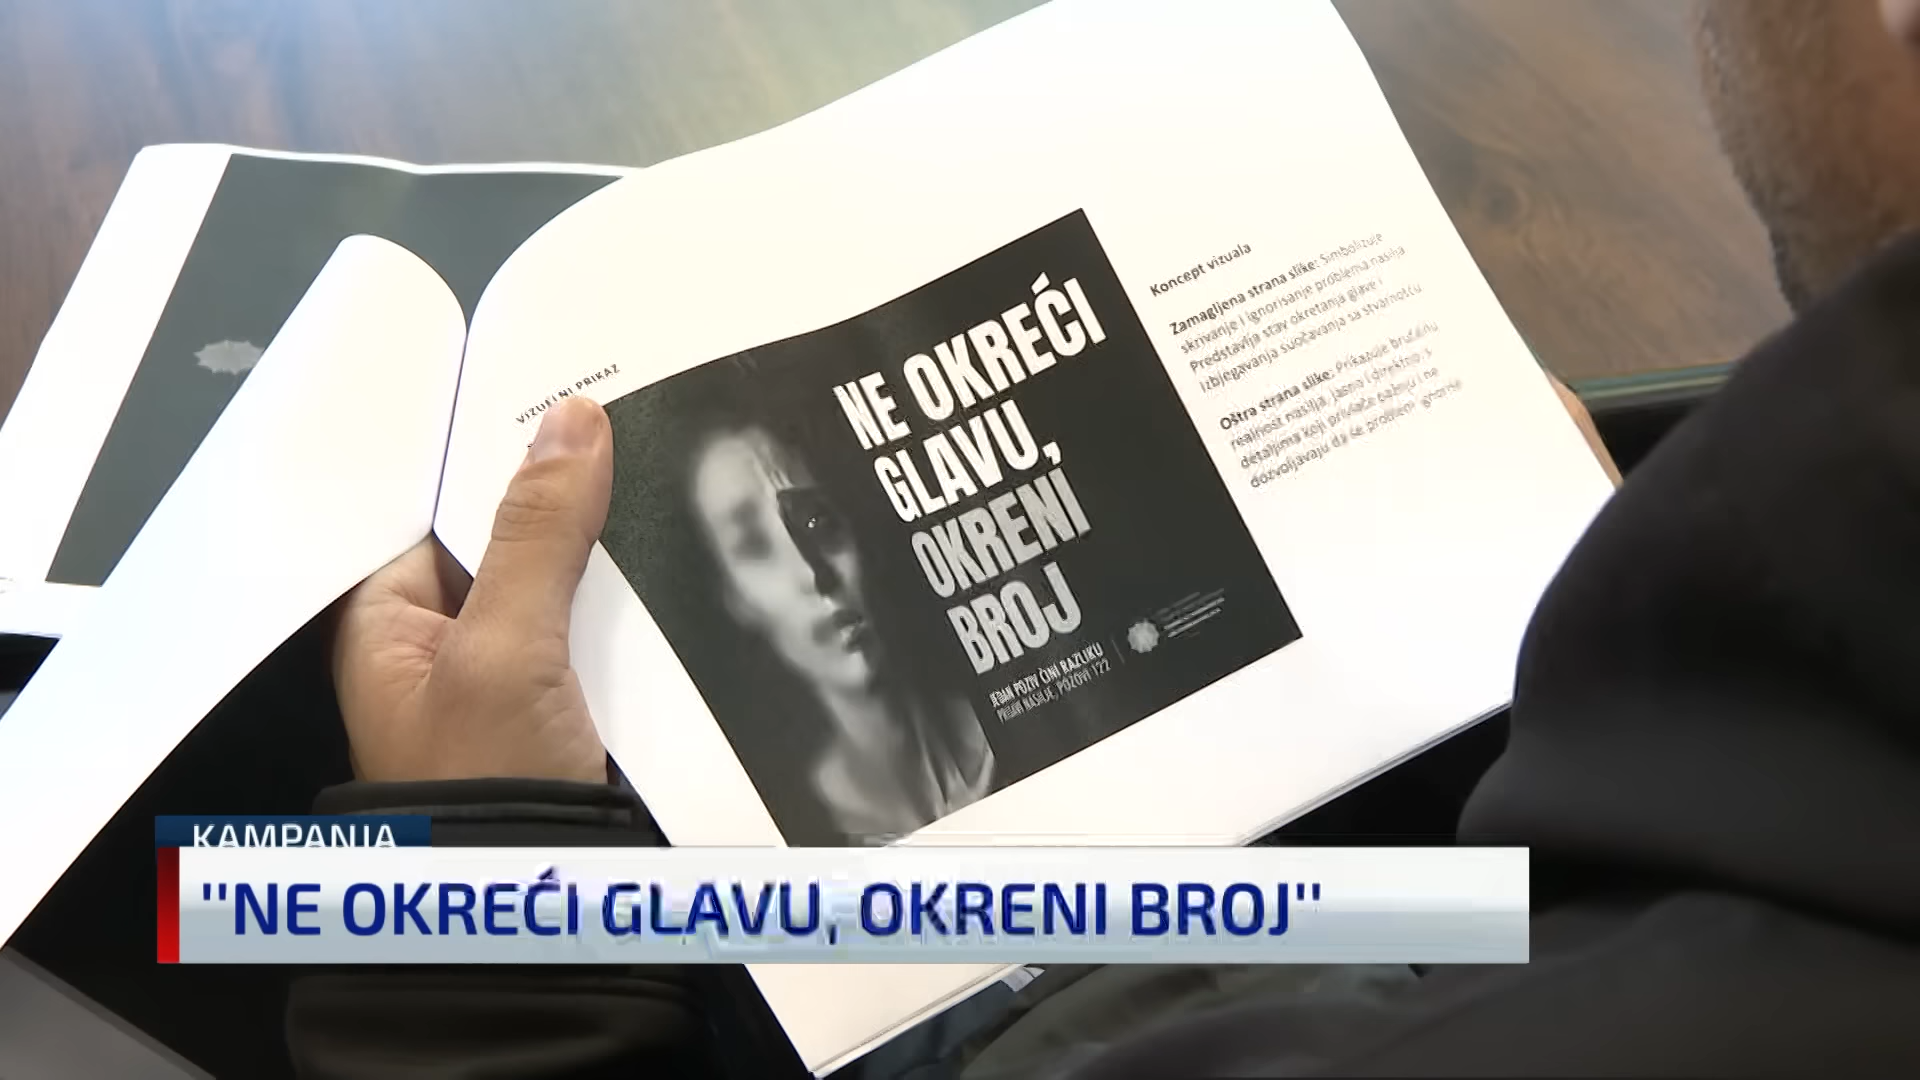 VIZUELNI PRIKAZ
NE OKREĆI
GLAVU,
OKRENI
BROJ
JEDAN POZIV ČINI RAZLIKU
PRIJAVI NASILJE, POZOVI 122
Koncept vizuala
Zamagljena strana slike: Simbolizuje
skrivanje i ignorisanje problema nasilja
Predstavlja stav okretanja glave i
izbjegavanja suočavanja sa stvarnošću
Oštra strana slike: Prikazuje brutalnu
realnost nasilja, jasno i direktno, s
detaljima koji privlače pažnju i ne
dozvoljavaju da se problem ignoriše
KAMPANJA
"NE OKREĆI GLAVU, OKRENI BROJ"